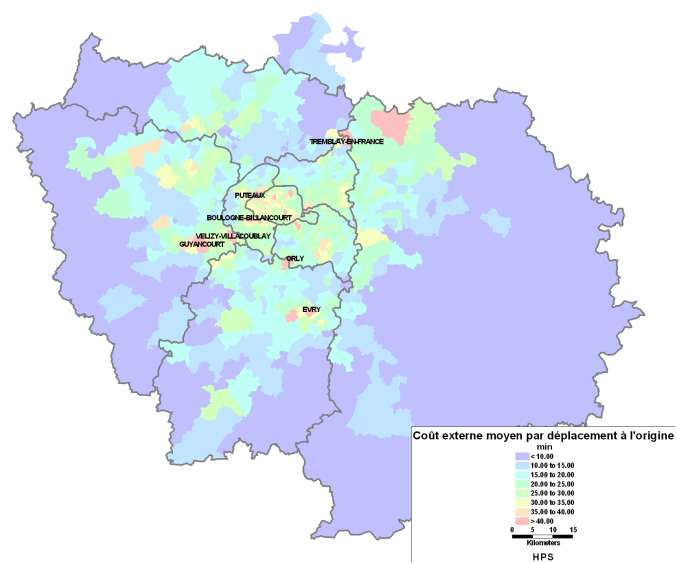 TREMBLAY-EN-FRANCE
PUTEAUX
BOULOGNE-BILLANCOURT
VELIZY-VILLACOUBLAY
GUYANCOURT
ORLY
EVRY
Coût externe moyen par déplacement à l'origine
min
< 10.00
10.00 to 15.00
15.00 to 20.00
20.00 to 25.00
25.00 to 30.00
30.00 to 35.00
35.00 to 40.00
> 40.00
0 5 10 15
Kilometers
HPS